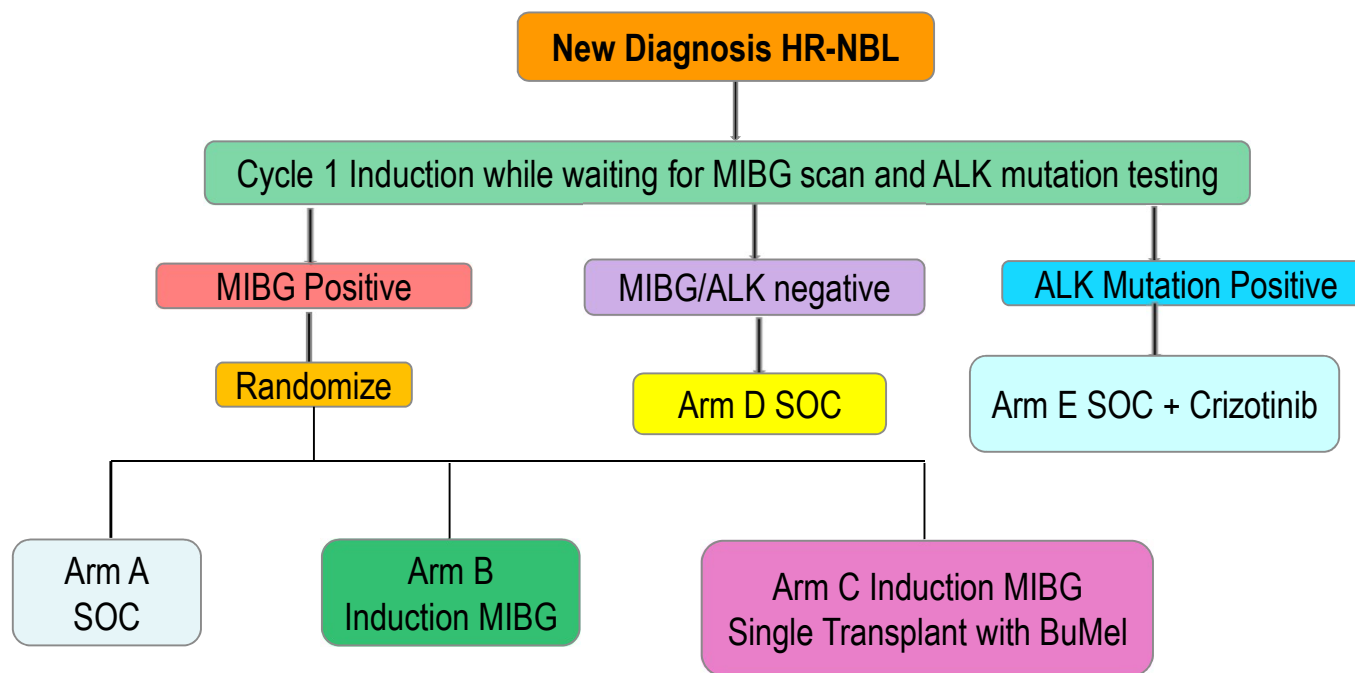 New Diagnosis HR-NBL
Cycle 1 Induction while waiting for MIBG scan and ALK mutation testing
MIBG Positive
MIBG/ALK negative
ALK Mutation Positive
Randomize
Arm D SOC
Arm E SOC + Crizotinib
Arm A
SOC
Arm B
Induction MIBG
Arm C Induction MIBG
Single Transplant with BuMel